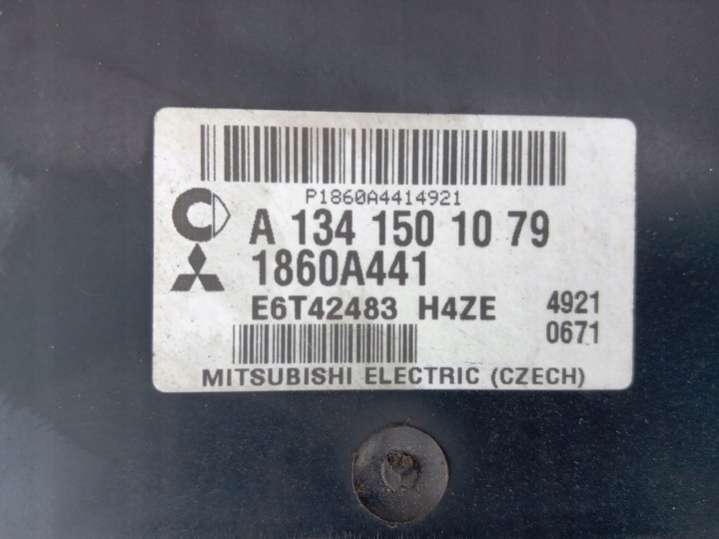 P1860A4414921
A 134 150 10 79
1860A441
E6T42483 H4ZE 4921
0671
MITSUBISHI ELECTRIC (CZECH)